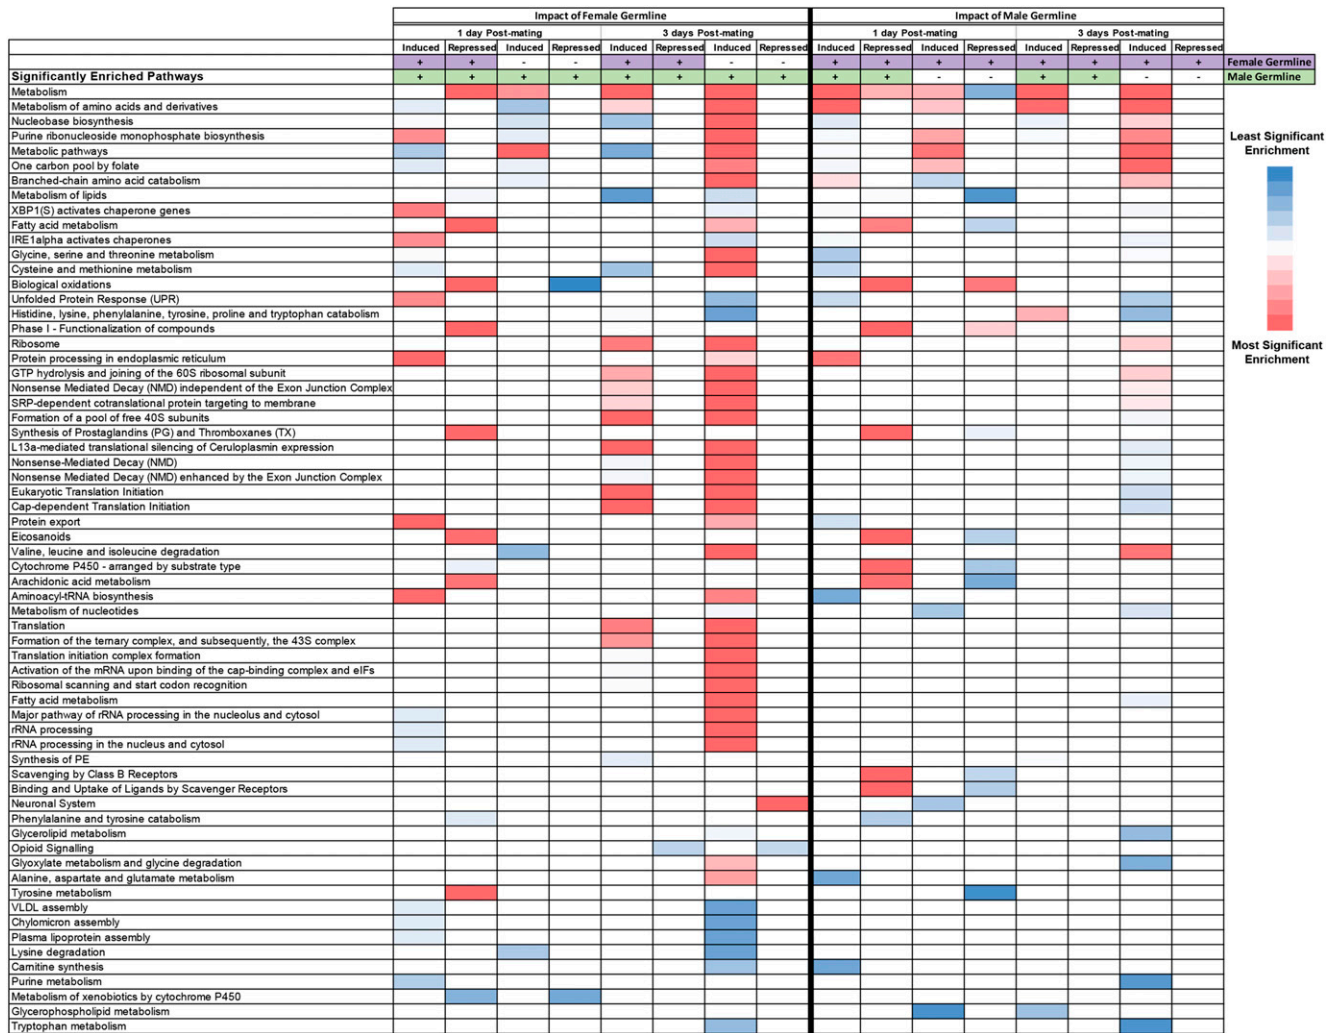 Impact of Female Germline Impact of Male Germline
1 day Post-mating 3 days Post-mating 1 day Post-mating 3 days Post-mating
Induced Repressed Induced Repressed Induced Repressed Induced Repressed Induced Repressed Induced Repressed Induced Repressed Induced Repressed
+ + - - + + - - + + + + + + + + Female Germline
Significantly Enriched Pathways + + + + + + + + + + - - + + - - Male Germline
Metabolism
Metabolism of amino acids and derivatives
Nucleobase biosynthesis
Purine ribonucleoside monophosphate biosynthesis
Least Significant
Enrichment
Metabolic pathways
One carbon pool by folate
Branched-chain amino acid catabolism
Metabolism of lipids
XBP1(S) activates chaperone genes
Fatty acid metabolism
IRE1alpha activates chaperones
Glycine, serine and threonine metabolism
Cysteine and methionine metabolism
Biological oxidations
Unfolded Protein Response (UPR)
Histidine, lysine, phenylalanine, tyrosine, proline and tryptophan catabolism
Phase I - Functionalization of compounds
Ribosome
Most Significant
Enrichment
Protein processing in endoplasmic reticulum
GTP hydrolysis and joining of the 60S ribosomal subunit
Nonsense Mediated Decay (NMD) independent of the Exon Junction Complex
SRP-dependent cotranslational protein targeting to membrane
Formation of a pool of free 40S subunits
Synthesis of Prostaglandins (PG) and Thromboxanes (TX)
L13a-mediated translational silencing of Ceruloplasmin expression
Nonsense-Mediated Decay (NMD)
Nonsense Mediated Decay (NMD) enhanced by the Exon Junction Complex
Eukaryotic Translation Initiation
Cap-dependent Translation Initiation
Protein export
Eicosanoids
Valine, leucine and isoleucine degradation
Cytochrome P450 - arranged by substrate type
Arachidonic acid metabolism
Aminoacyl-tRNA biosynthesis
Metabolism of nucleotides
Translation
Formation of the ternary complex, and subsequently, the 43S complex
Translation initiation complex formation
Activation of the mRNA upon binding of the cap-binding complex and eIFs
Ribosomal scanning and start codon recognition
Fatty acid metabolism
Major pathway of rRNA processing in the nucleolus and cytosol
rRNA processing
rRNA processing in the nucleus and cytosol
Synthesis of PE
Scavenging by Class B Receptors
Binding and Uptake of Ligands by Scavenger Receptors
Neuronal System
Phenylalanine and tyrosine catabolism
Glycerolipid metabolism
Opioid Signalling
Glyoxylate metabolism and glycine degradation
Alanine, aspartate and glutamate metabolism
Tyrosine metabolism
VLDL assembly
Chylomicron assembly
Plasma lipoprotein assembly
Lysine degradation
Carnitine synthesis
Purine metabolism
Metabolism of xenobiotics by cytochrome P450
Glycerophospholipid metabolism
Tryptophan metabolism